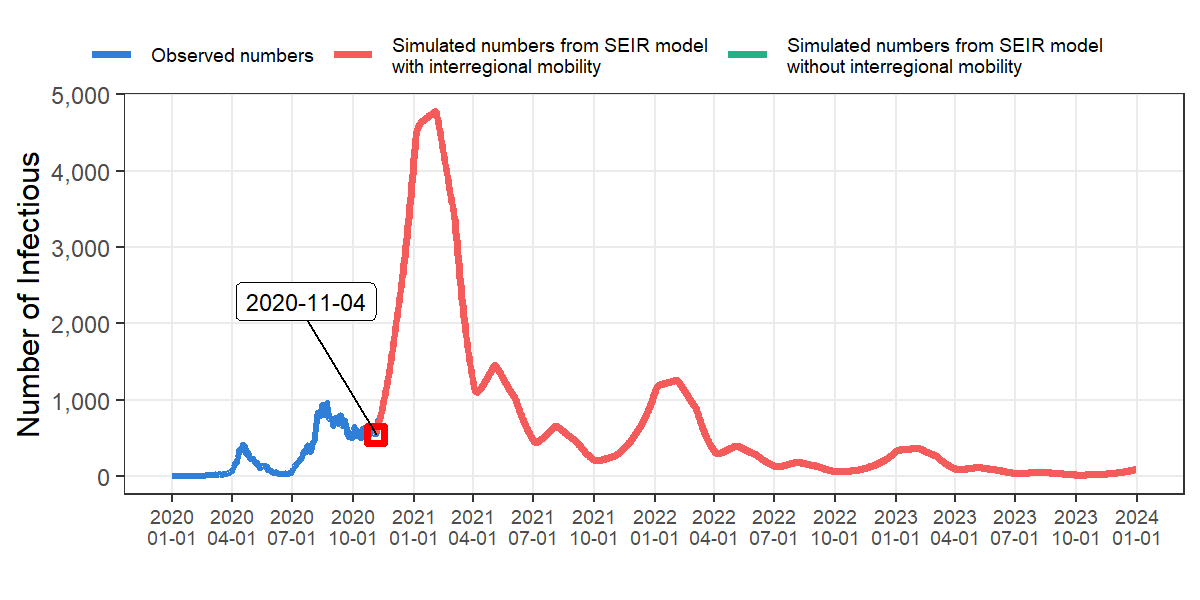 Observed numbers
Simulated numbers from SEIR model
with interregional mobility
Simulated numbers from SEIR model
without interregional mobility
Number of Infectious
5,000
4,000
3,000
2,000
1,000
0
2020-11-04
2020 2020 2020 2020 2021 2021 2021 2021 2022 2022 2022 2022 2023 2023 2023 2023 2024
01-01 04-01 07-01 10-01 01-01 04-01 07-01 10-01 01-01 04-01 07-01 10-01 01-01 04-01 07-01 10-01 01-01